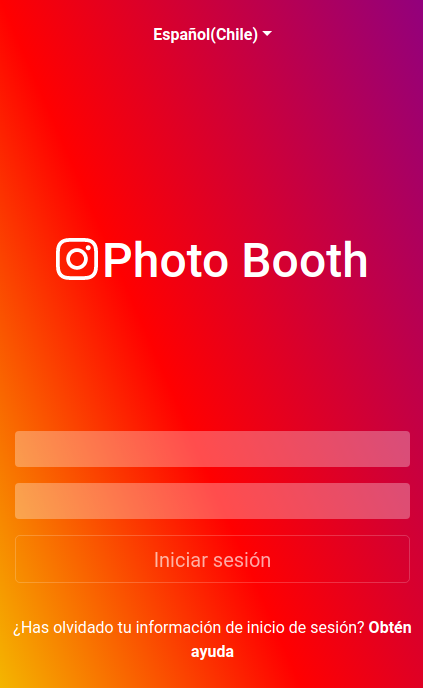 Español(Chile)
Photo Booth
Iniciar sesión
¿Has olvidado tu información de inicio de sesión? Obtén
ayuda